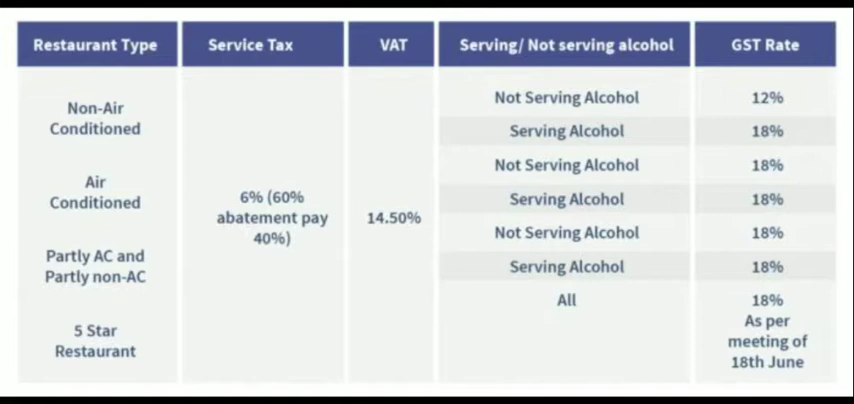 Restaurant Type Service Tax VAT Serving/ Not serving alcohol GST Rate
Non-Air
Conditioned
Air
Conditioned
Partly AC and
Partly non-AC
5 Star
Restaurant
6% (60%
abatement pay
40%)
14.50%
Not Serving Alcohol 12%
Serving Alcohol 18%
Not Serving Alcohol 18%
Serving Alcohol 18%
Not Serving Alcohol 18%
Serving Alcohol 18%
All 18%
As per
meeting of
18th June